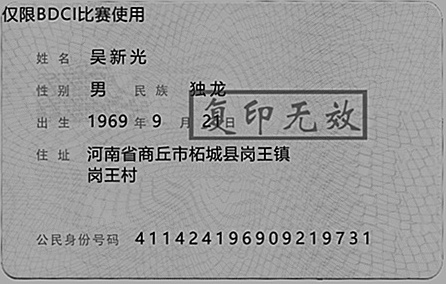 仅限BDCI比赛使用
姓名 吴新光
性别 男 民族 独龙
出生 1969 年 9 月 21 日
复印无效
住址 河南省商丘市柘城县岗王镇
岗王村
公民身份号码 411424196909219731